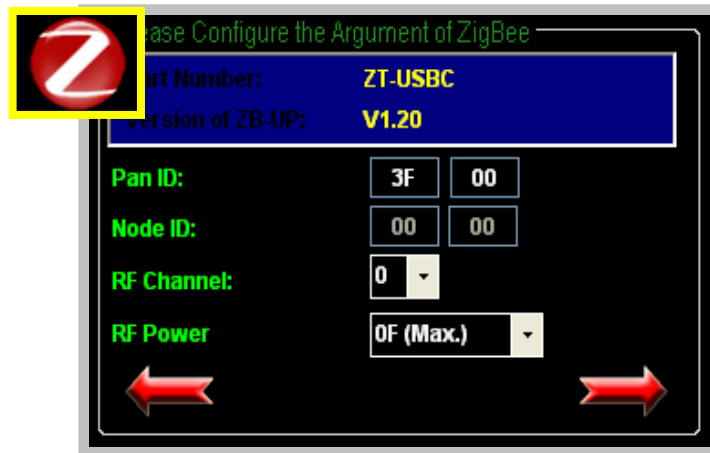 ease Configure the Argument of ZigBee
rt Number: ZT-USBC
Version of ZB-UP: V1.20
Pan ID: 3F 00
Node ID: 00 00
RF Channel: 0
RF Power 0F (Max.)